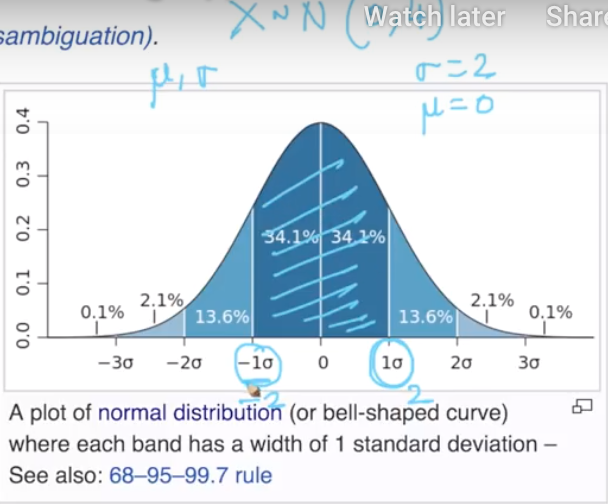 Watch later Share
sambiguation).
X ~ N (0,4)
μ, σ
σ = 2
μ = 0
0.4
0.3
0.2
0.1
0.0
34.1% 34.1%
0.1% 2.1% 13.6% 13.6% 2.1% 0.1%
−3σ −2σ −1σ 0 1σ 2σ 3σ
-2 2
A plot of normal distribution (or bell-shaped curve)
where each band has a width of 1 standard deviation –
See also: 68–95–99.7 rule